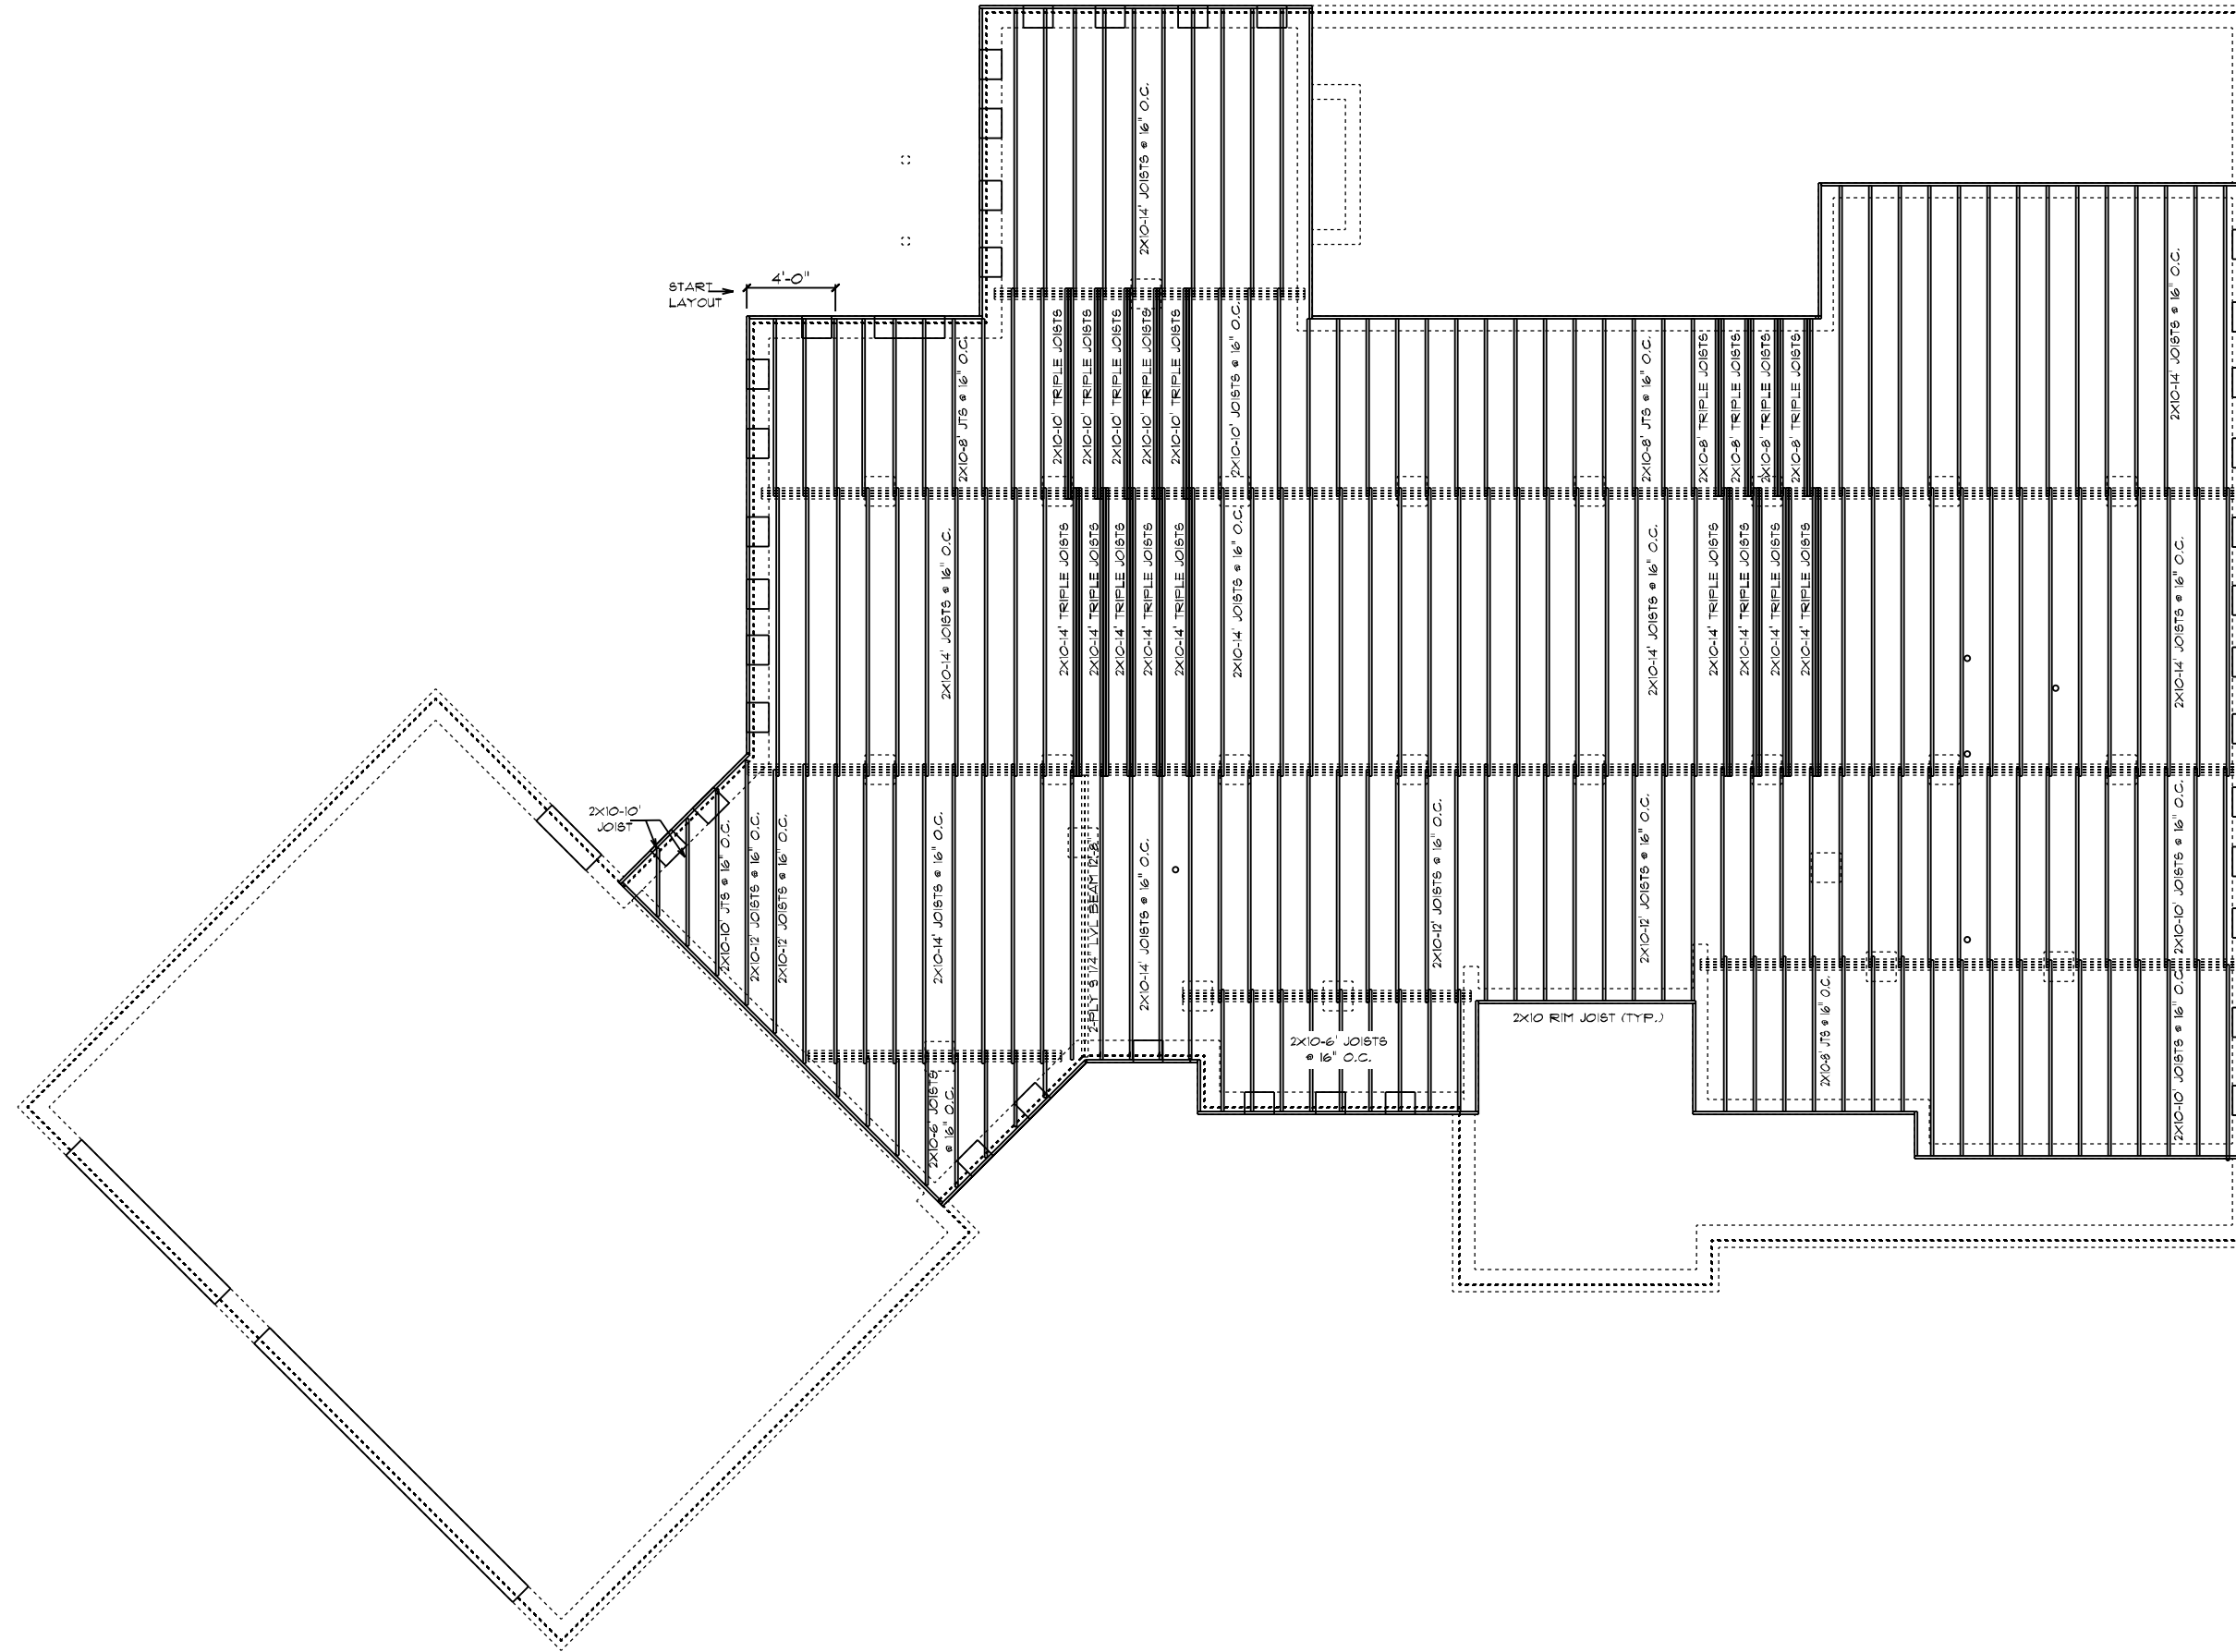 2X10-14' JOISTS @ 16" O.C.
START
LAYOUT
4'-0"
2X10-14' JOISTS @ 16" O.C.
2X10-8' JTS @ 16" O.C.
2X10-10' TRIPLE JOISTS
2X10-10' TRIPLE JOISTS
2X10-10' TRIPLE JOISTS
2X10-10' TRIPLE JOISTS
2X10-10' TRIPLE JOISTS
2X10-10' JOISTS @ 16" O.C.
2X10-8' JTS @ 16" O.C.
2X10-8' TRIPLE JOISTS
2X10-8' TRIPLE JOISTS
2X10-8' TRIPLE JOISTS
2X10-8' TRIPLE JOISTS
2X10-14' JOISTS @ 16" O.C.
2X10-14' TRIPLE JOISTS
2X10-14' TRIPLE JOISTS
2X10-14' TRIPLE JOISTS
2X10-14' TRIPLE JOISTS
2X10-14' TRIPLE JOISTS
2X10-14' JOISTS @ 16" O.C.
2X10-14' JOISTS @ 16" O.C.
2X10-14' TRIPLE JOISTS
2X10-14' TRIPLE JOISTS
2X10-14' TRIPLE JOISTS
2X10-14' TRIPLE JOISTS
2X10-14' JOISTS @ 16" O.C.
2X10-10'
JOIST
2X10-10' JTS @ 16" O.C.
2X10-12' JOISTS @ 16" O.C.
2X10-12' JOISTS @ 16" O.C.
2X10-14' JOISTS @ 16" O.C.
2-PLY 9 1/4" LVL BEAM 12'-8"
2X10-14' JOISTS @ 16" O.C.
2X10-12' JOISTS @ 16" O.C.
2X10-12' JOISTS @ 16" O.C.
2X10-10' JOISTS @ 16" O.C.
2X10 RIM JOIST (TYP.)
2X10-6' JOISTS
@ 16" O.C.
2X10-8' JTS @ 16" O.C.
2X10-10' JOISTS @ 16" O.C.
2X10-6' JOISTS
@ 16" O.C.